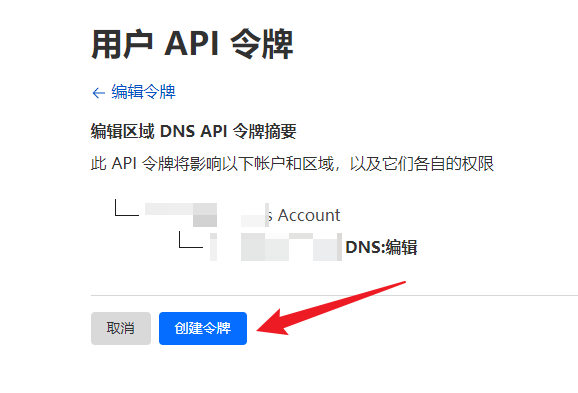 用户 API 令牌
← 编辑令牌
编辑区域 DNS API 令牌摘要
此 API 令牌将影响以下帐户和区域，以及它们各自的权限
s Account
DNS:编辑
取消
创建令牌